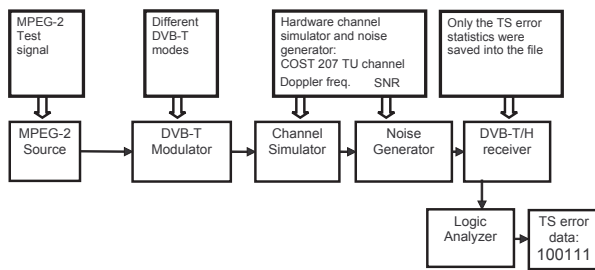 MPEG-2
Test
signal
Different
DVB-T
modes
Hardware channel
simulator and noise
generator:
COST 207 TU channel
Doppler freq. SNR
Only the TS error
statistics were
saved into the file
MPEG-2
Source
DVB-T
Modulator
Channel
Simulator
Noise
Generator
DVB-T/H
receiver
Logic
Analyzer
TS error
data:
100111